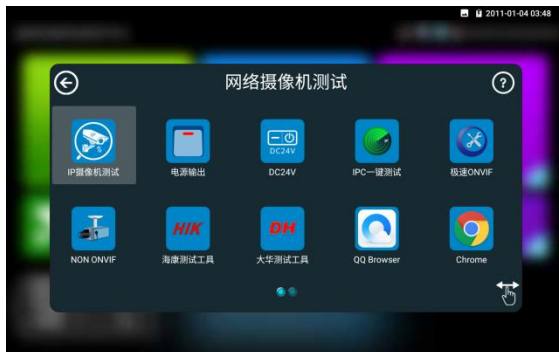 2011-01-04 03:48
网络摄像机测试
?
DC24V
IP摄像机测试
电源输出
DC24V
IPC一键测试
极速ONVIF
HIK
DH
NON ONVIF
海康测试工具
大华测试工具
QQ Browser
Chrome